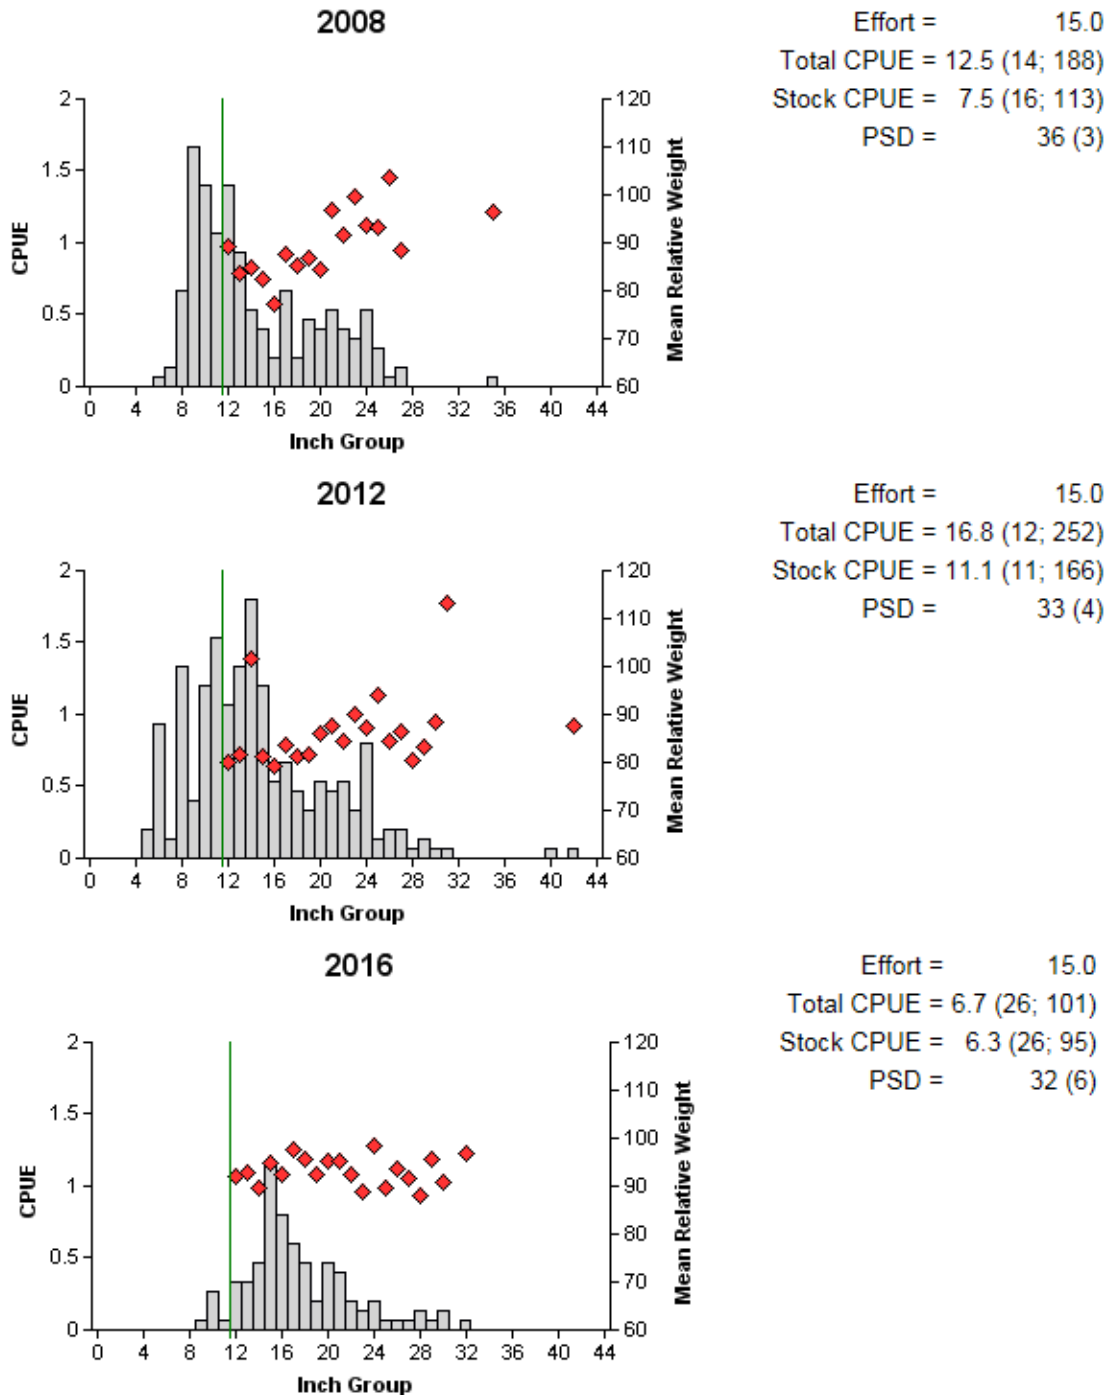 2008
Effort = 15.0
Total CPUE = 12.5 (14; 188)
Stock CPUE = 7.5 (16; 113)
PSD = 36 (3)
2
1.5
1
0.5
0
CPUE
120
110
100
90
80
70
60
Mean Relative Weight
0 4 8 12 16 20 24 28 32 36 40 44
Inch Group
2012
Effort = 15.0
Total CPUE = 16.8 (12; 252)
Stock CPUE = 11.1 (11; 166)
PSD = 33 (4)
2
1.5
1
0.5
0
CPUE
120
110
100
90
80
70
60
Mean Relative Weight
0 4 8 12 16 20 24 28 32 36 40 44
Inch Group
2016
Effort = 15.0
Total CPUE = 6.7 (26; 101)
Stock CPUE = 6.3 (26; 95)
PSD = 32 (6)
2
1.5
1
0.5
0
CPUE
120
110
100
90
80
70
60
Mean Relative Weight
0 4 8 12 16 20 24 28 32 36 40 44
Inch Group